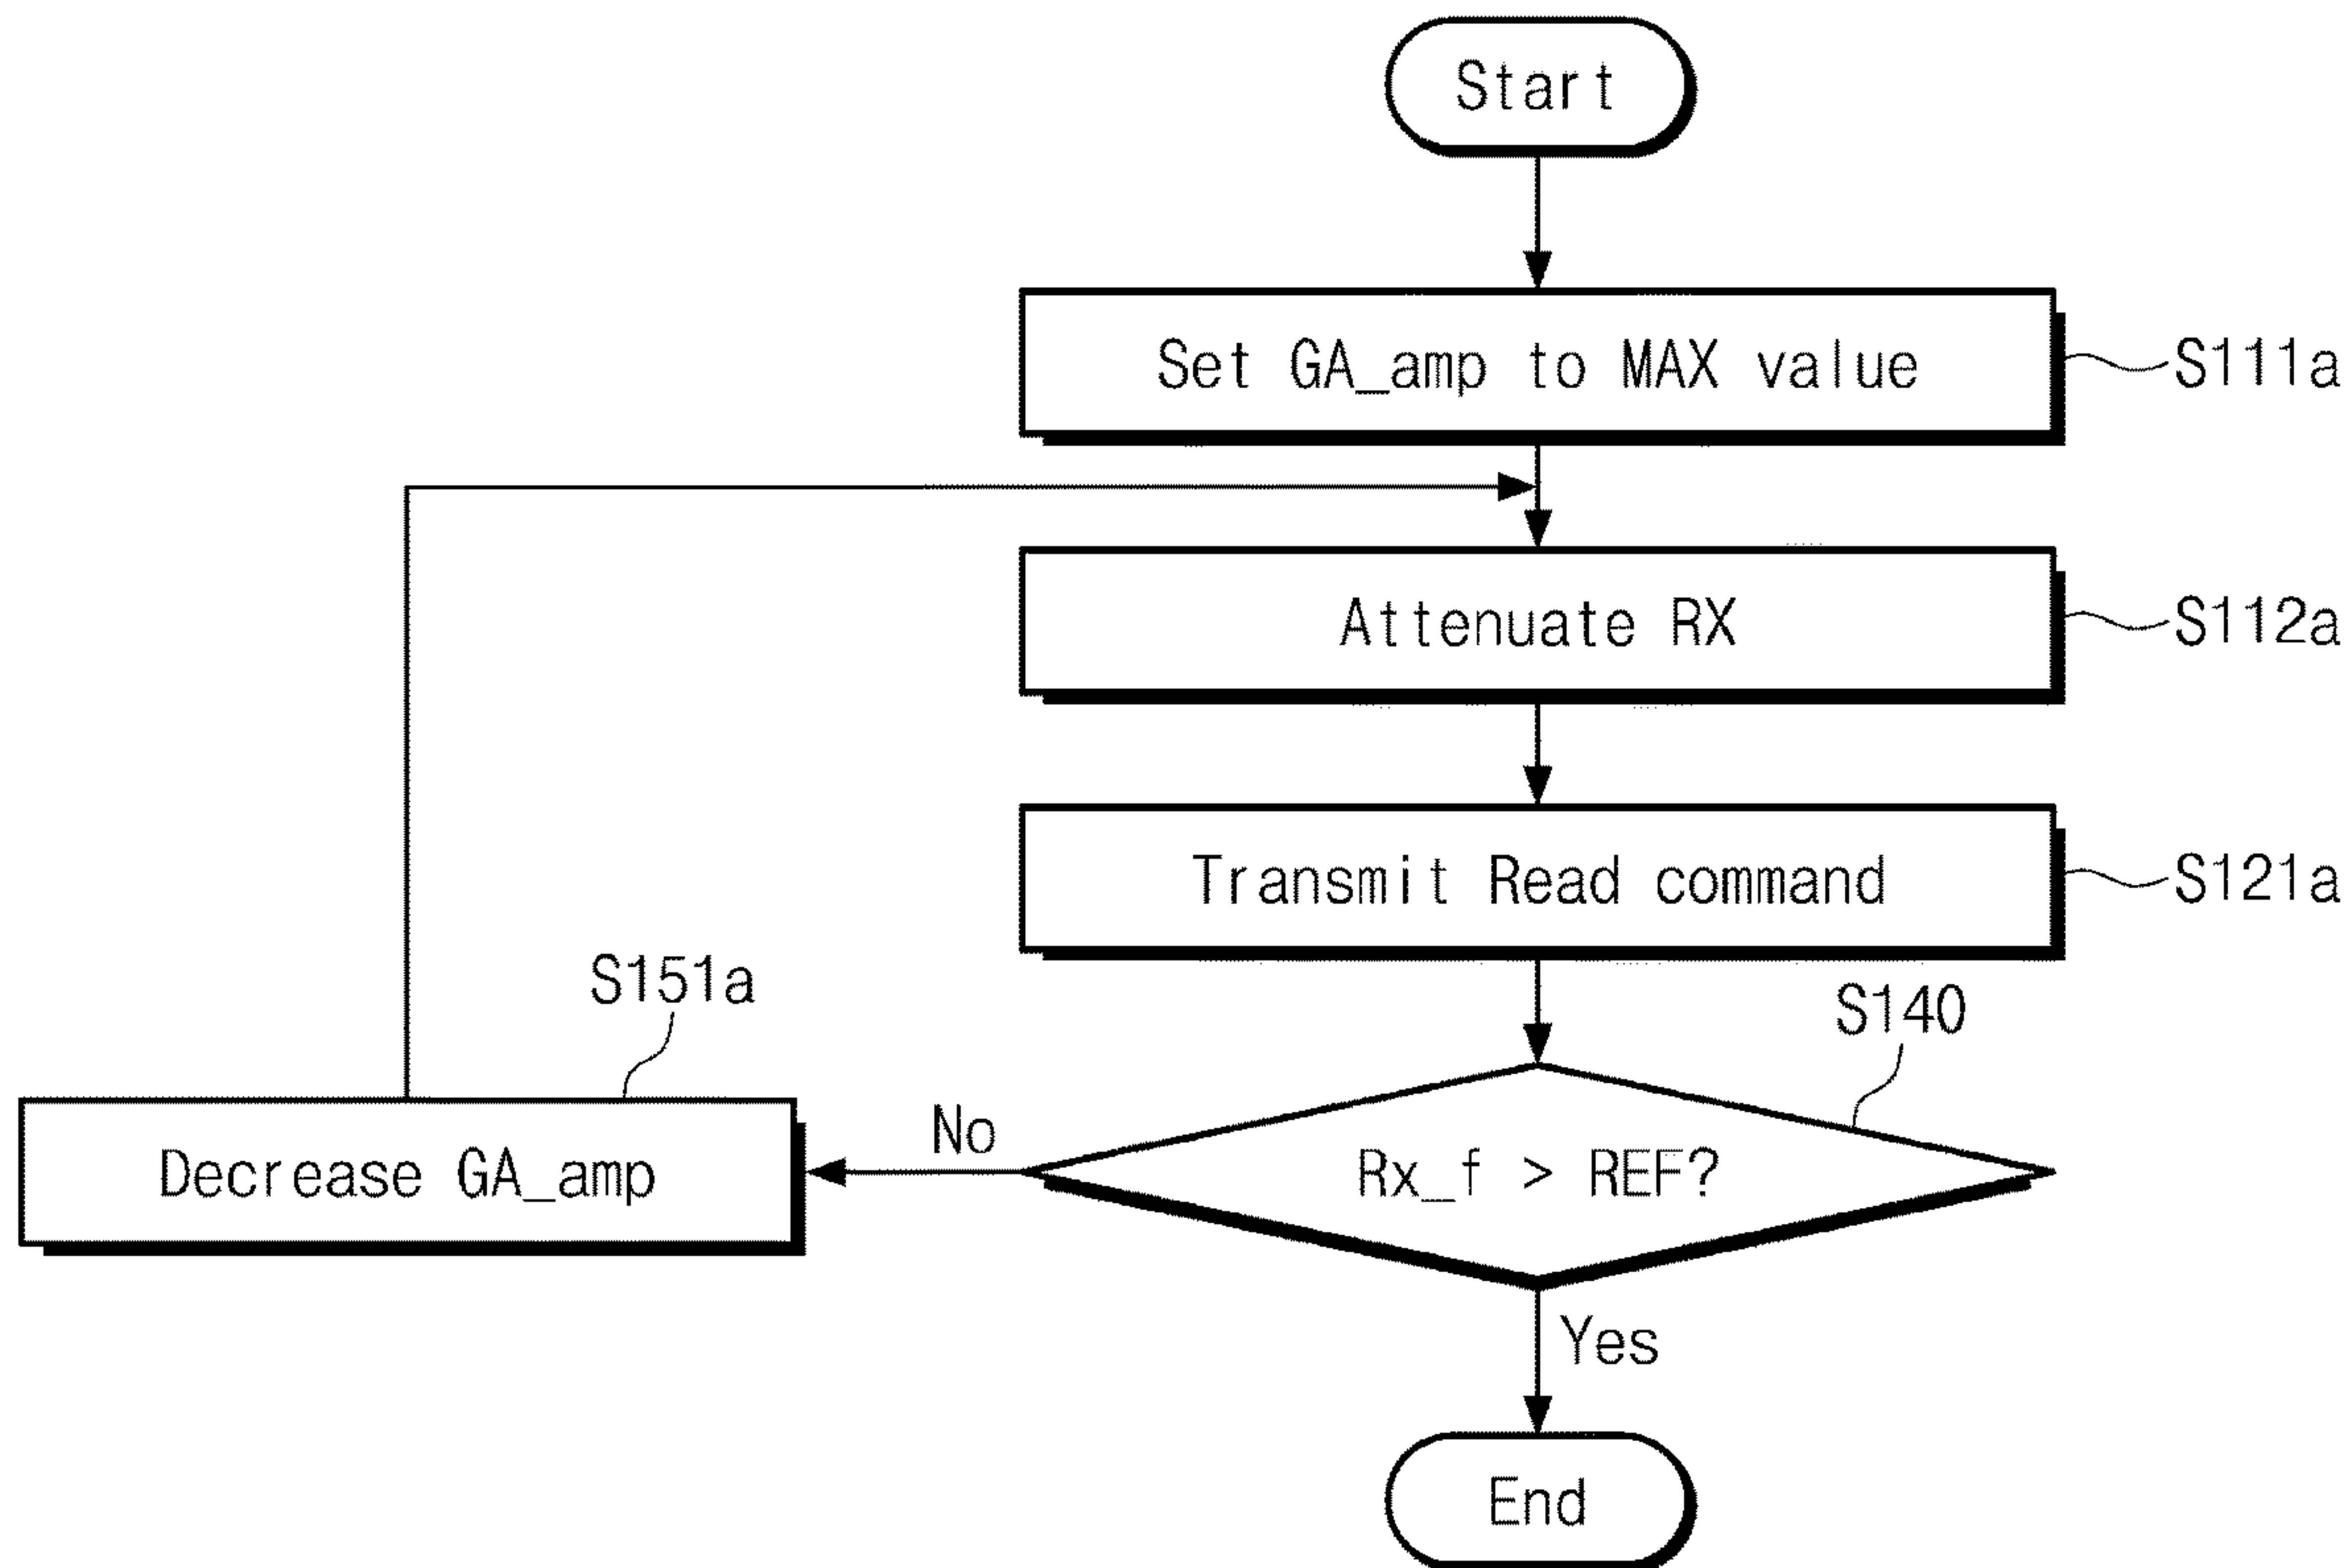 Start
Set GA_amp to MAX value
S111a
Attenuate RX
S112a
Transmit Read command
S121a
S151a
S140
Decrease GA_amp
No
Rx_f > REF?
Yes
End